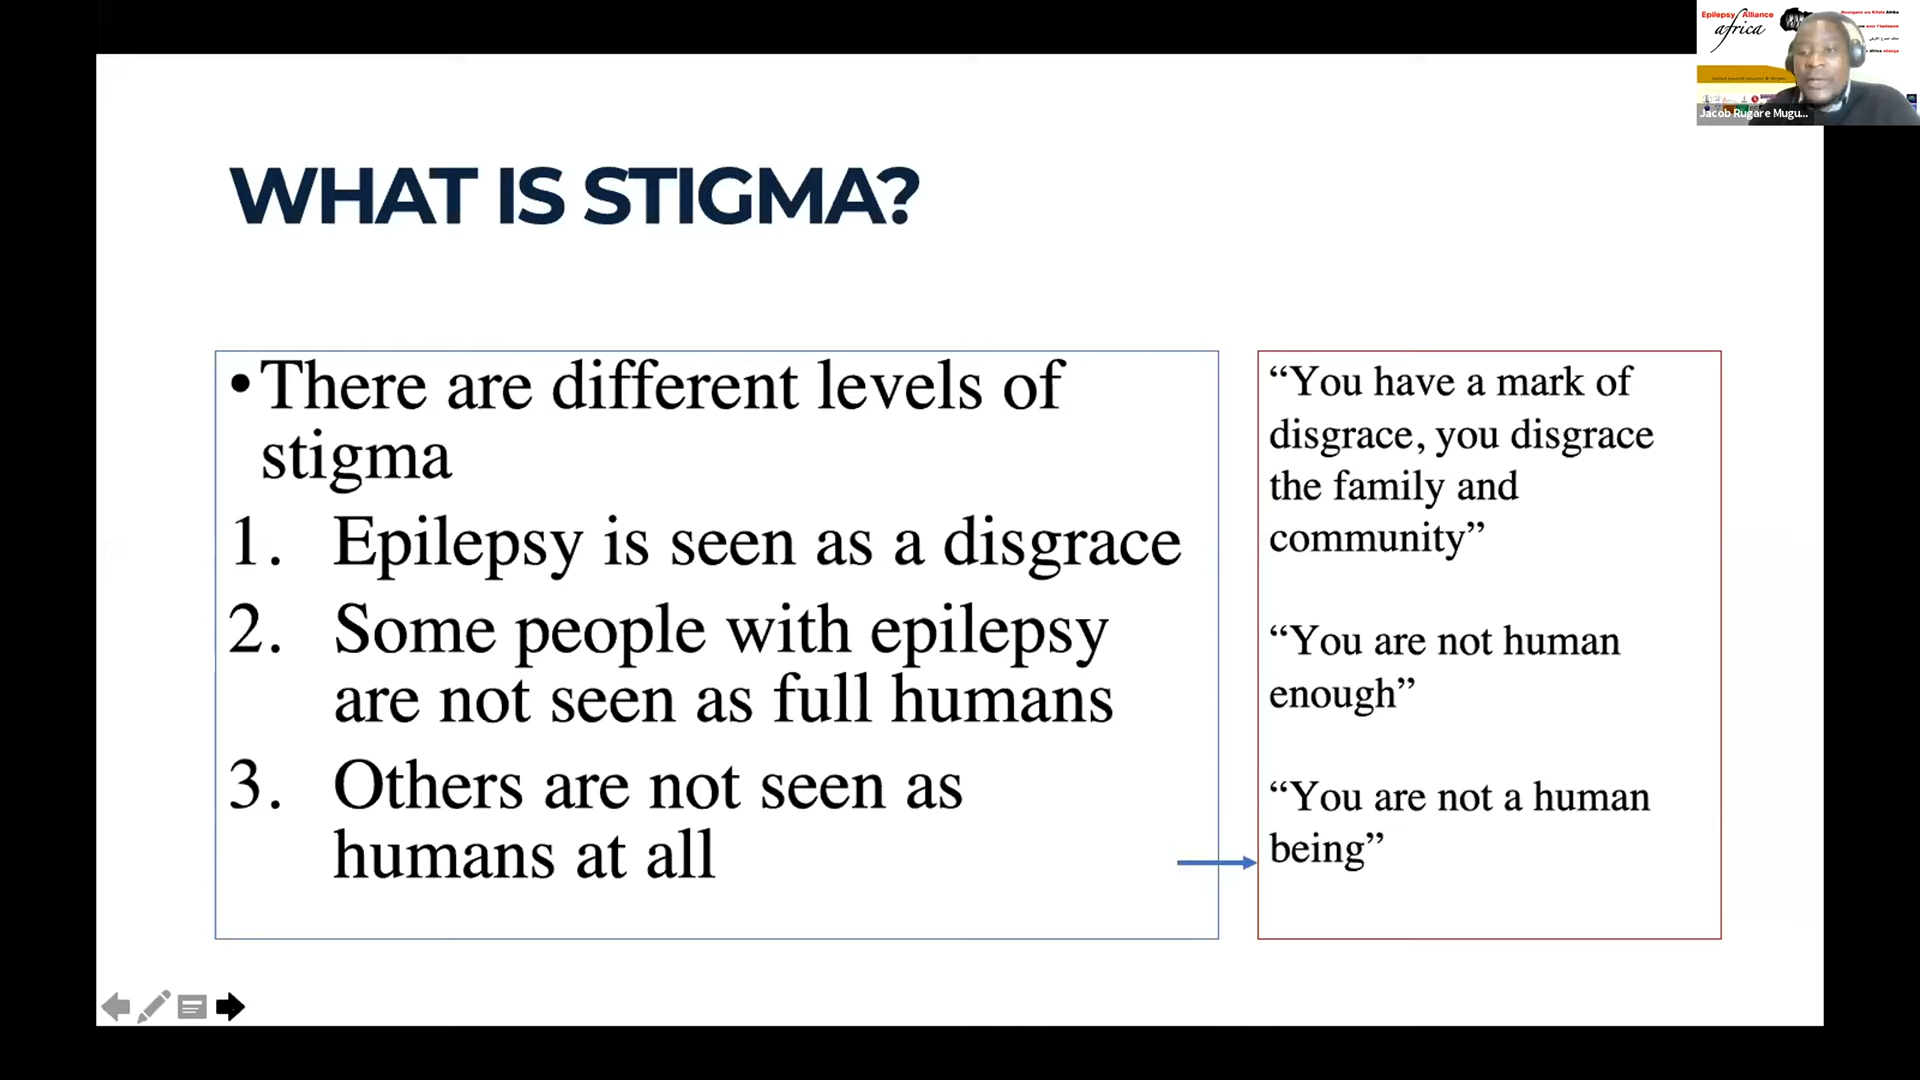 Epilepsy Alliance
africa
Jacob Rugare Mugu...
WHAT IS STIGMA?
•There are different levels of
stigma
1. Epilepsy is seen as a disgrace
2. Some people with epilepsy
are not seen as full humans
3. Others are not seen as
humans at all
“You have a mark of
disgrace, you disgrace
the family and
community”
“You are not human
enough”
“You are not a human
being”